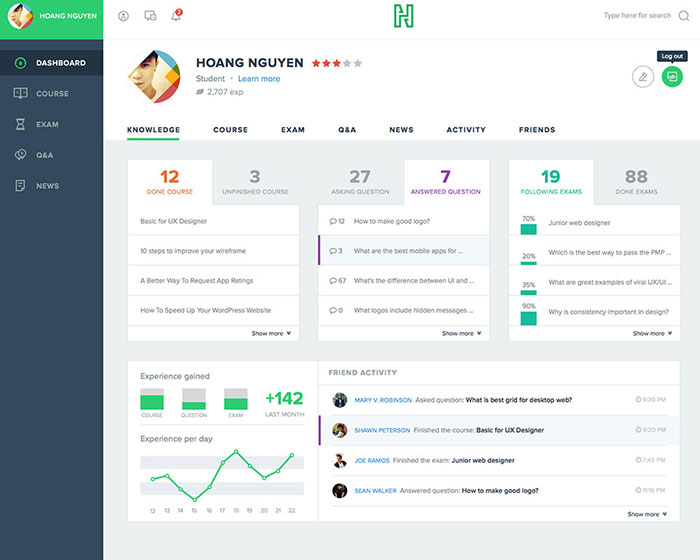 HOANG NGUYEN
2
Type here for search
DASHBOARD
COURSE
EXAM
Q&A
NEWS
HOANG NGUYEN
Student • Learn more
2,707 exp
Log out
KNOWLEDGE COURSE EXAM Q&A NEWS ACTIVITY FRIENDS
12
DONE COURSE
3
UNFINISHED COURSE
Basic for UX Designer
10 steps to improve your wireframe
A Better Way To Request App Ratings
How To Speed Up Your WordPress Website
Show more
27
ASKING QUESTION
7
ANSWERED QUESTION
12 How to make good logo?
3 What are the best mobile apps for ...
67 What's the difference between UI and ...
0 What logos include hidden messages ...
Show more
19
FOLLOWING EXAMS
88
DONE EXAMS
70% Junior web designer
20% Which is the best way to pass the PMP ...
35% What are great examples of viral UX/UI ...
90% Why is consistency important in design?
Show more
Experience gained
COURSE QUESTION EXAM
+142
LAST MONTH
Experience per day
12 13 14 15 16 17 18 19 20 21 22
FRIEND ACTIVITY
MARY V. ROBINSON Asked question: What is best grid for desktop web? 9:30 PM
SHAWN PETERSON Finished the course: Basic for UX Designer 9:20 PM
JOE RAMOS Finished the exam: Junior web designer 7:45 PM
SEAN WALKER Answered question: How to make good logo? 11:15 PM
Show more